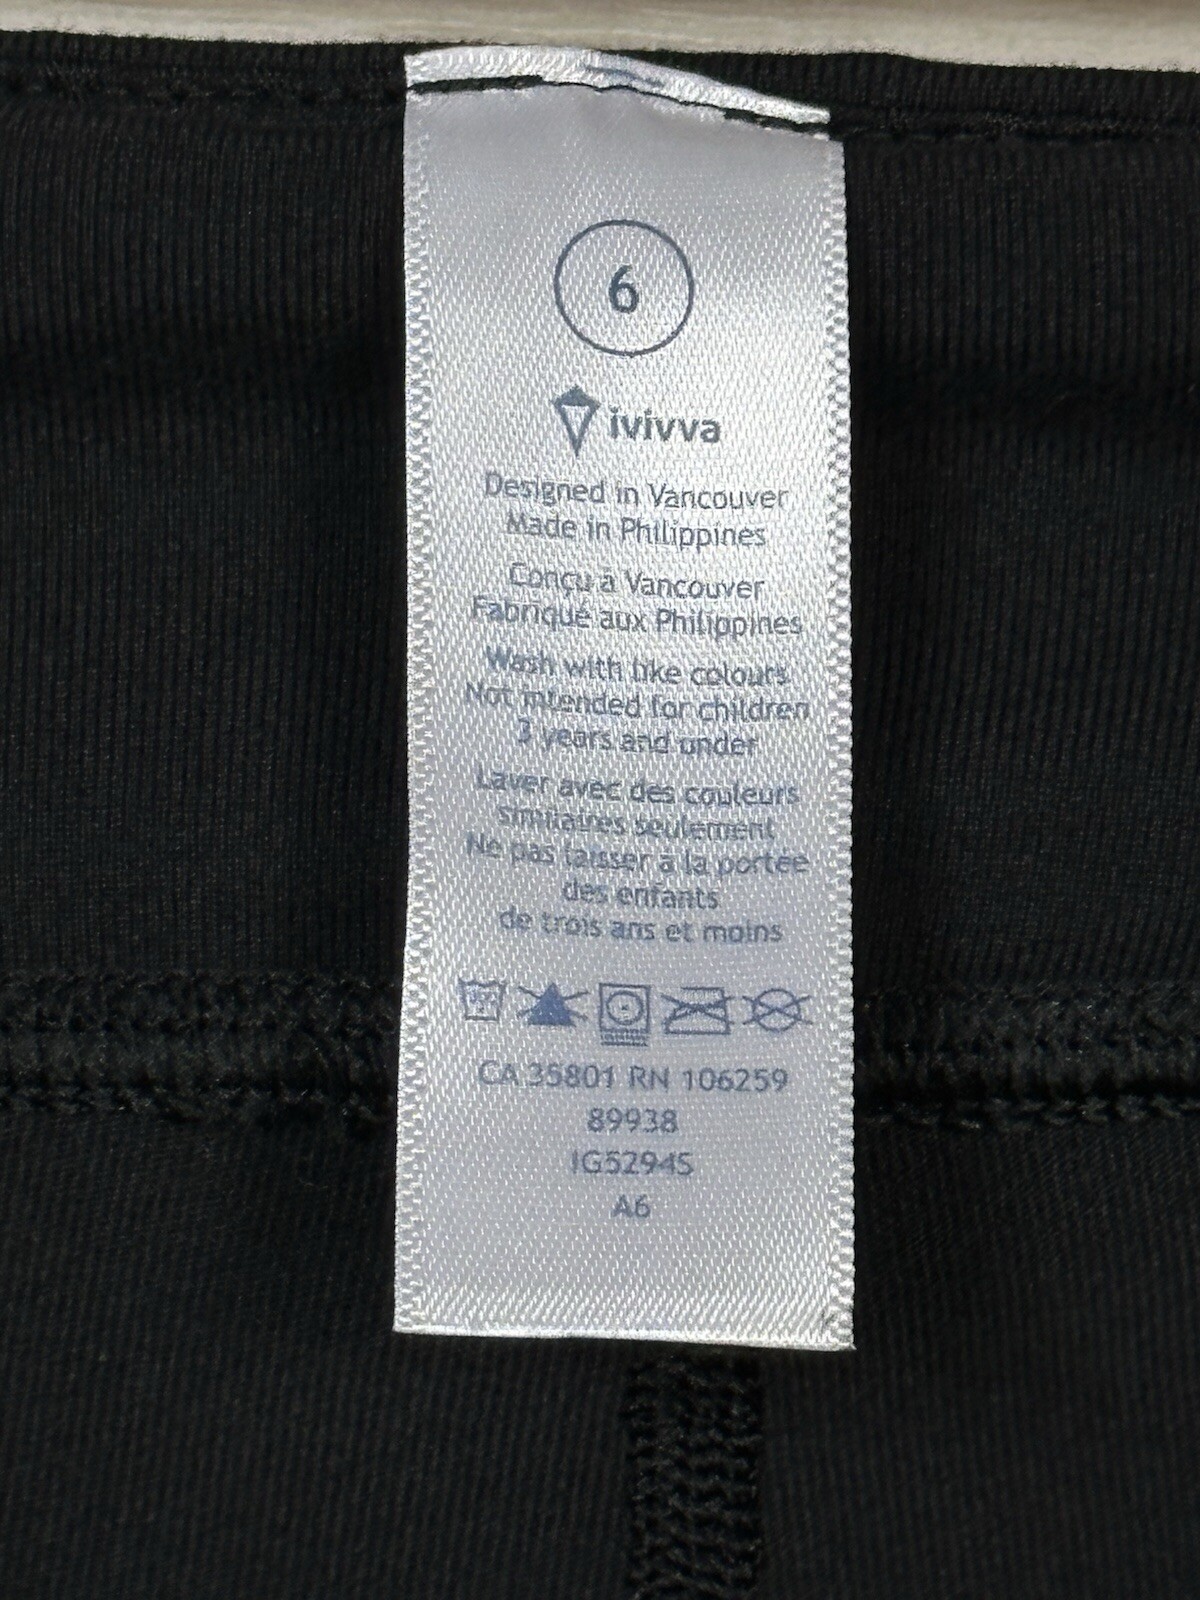 6
ivivva
Designed in Vancouver
Made in Philippines
Conçu à Vancouver
Fabriqué aux Philippines
Wash with like colours
Not intended for children
3 years and under
Laver avec des couleurs
similaires seulement
Ne pas laisser à la portée
des enfants
de trois ans et moins
CA 35801 RN 106259
89938
IG5294S
A6